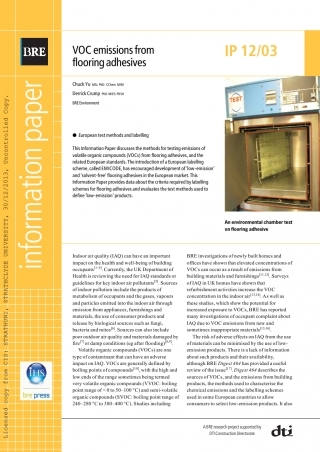 BRE
VOC emissions from
flooring adhesives
IP 12/03
Chuck Yu MSc PhD CChem MRSC
Derrick Crump PhD MIEE FRSH
BRE Environment
TEST
● European test methods and labelling
This Information Paper discusses the methods for testing emissions of
volatile organic compounds (VOCs) from flooring adhesives, and the
related European standards. The introduction of a European labelling
scheme, called EMICODE, has encouraged development of 'low-emission'
and 'solvent-free' flooring adhesives in the European market. This
Information Paper provides data about the criteria required by labelling
schemes for flooring adhesives and evaluates the test methods used to
define 'low-emission' products.
An environmental chamber test
on flooring adhesive
information paper
Licensed copy from CIS: STRATHCNI, STRATHCLYDE UNIVERSITY, 30/12/2013, Uncontrolled Copy.
IHS
bre press
Indoor air quality (IAQ) can have an important
impact on the health and well-being of building
occupants. Currently, the UK Department of
Health is reviewing the need for IAQ standards or
guidelines for key indoor air pollutants. Sources
of indoor pollution include the products of
metabolism of occupants and the gases, vapours
and particles emitted into the indoor air through
emission from appliances, furnishings and
materials, the use of consumer products and
release by biological sources such as fungi,
bacteria and mites. Sources can also include
poor outdoor air quality and materials damaged by
fire or damp conditions (eg after flooding).
Volatile organic compounds (VOCs) are one
type of contaminant that can have an adverse
impact on IAQ. VOCs are generally defined by
boiling points of compounds, with the high and
low ends of the range sometimes being termed
very volatile organic compounds (VVOC: boiling
point range of < 0 to 50–100 °C) and semi-volatile
organic compounds (SVOC: boiling point range of
240–260 °C to 380–400 °C). Studies including
BRE investigations of newly built homes and
offices have shown that elevated concentrations of
VOCs can occur as a result of emissions from
building materials and furnishings. Surveys
of IAQ in UK homes have shown that
refurbishment activities increase the VOC
concentration in the indoor air. As well as
these studies, which show the potential for
increased exposure to VOCs, BRE has reported
many investigations of occupant complaint about
IAQ due to VOC emissions from new and
sometimes inappropriate materials.
The risk of adverse effects on IAQ from the use
of materials can be minimised by the use of low-
emission products. There is a lack of information
about such products and their availability,
although BRE Digest 464 has provided a useful
review of the issue. Digest 464 describes the
sources of VOCs, and the emissions from building
products, the methods used to characterise the
chemical emissions and the labelling schemes
used in some European countries to allow
consumers to select low-emission products. It also
A BRE research project supported by
DTI Construction Directorate
dti